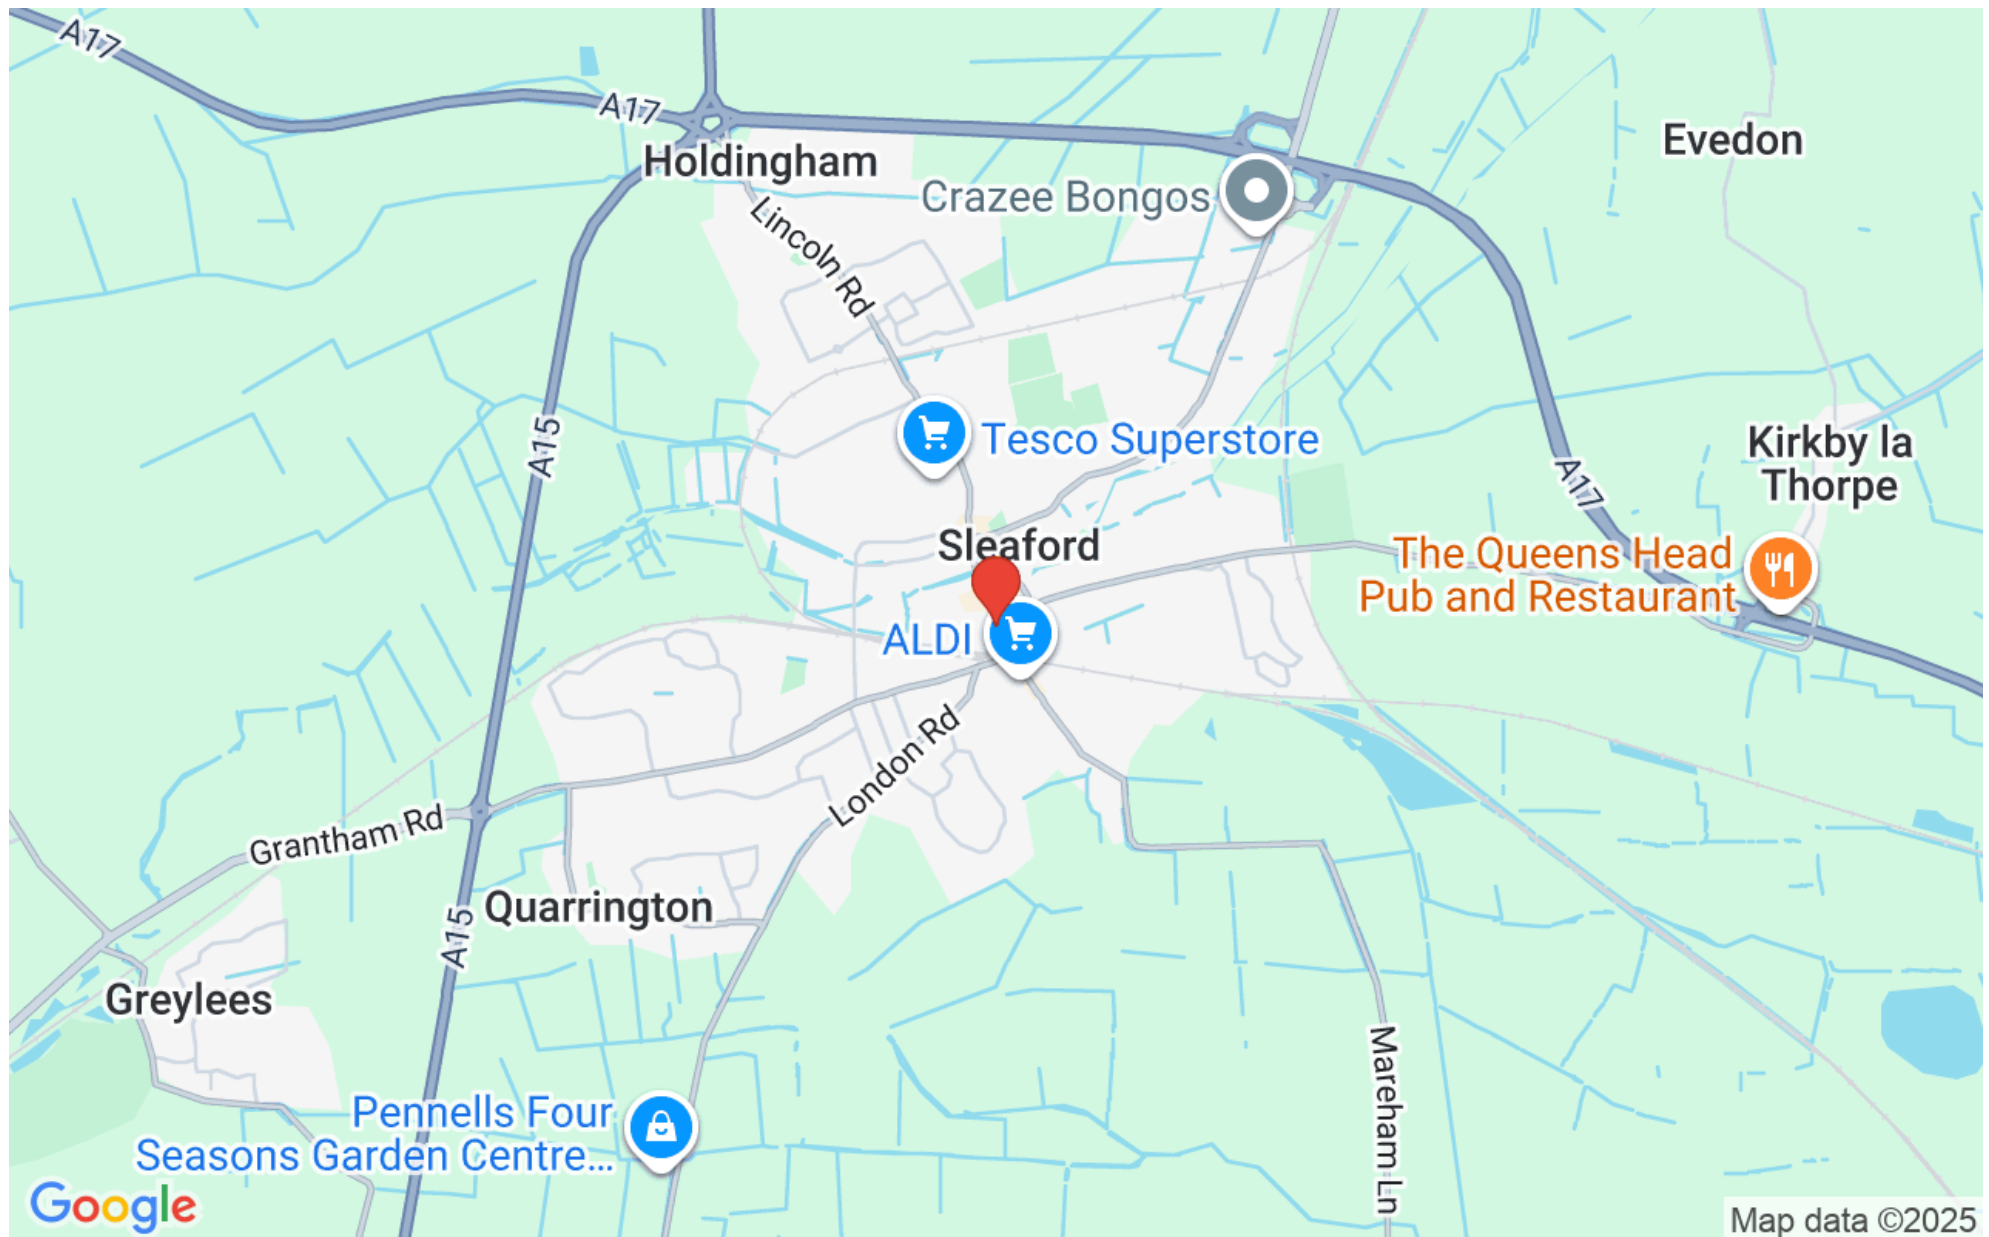 A17
A17
Holdingham
Evedon
Crazee Bongos
Lincoln Rd
Tesco Superstore
A15
A17
Kirkby la
Thorpe
Sleaford
The Queens Head
Pub and Restaurant
ALDI
London Rd
Grantham Rd
Quarrington
A15
Greylees
Mareham Ln
Pennells Four
Seasons Garden Centre...
Google
Map data ©2025